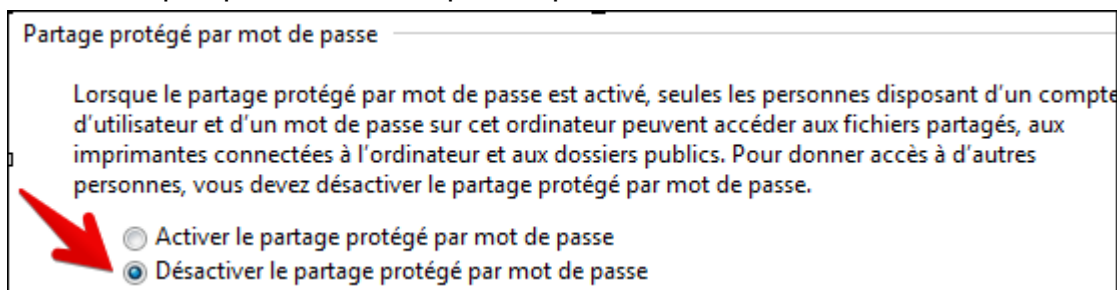 Partage protégé par mot de passe
Lorsque le partage protégé par mot de passe est activé, seules les personnes disposant d'un compte
d'utilisateur et d'un mot de passe sur cet ordinateur peuvent accéder aux fichiers partagés, aux
imprimantes connectées à l'ordinateur et aux dossiers publics. Pour donner accès à d'autres
personnes, vous devez désactiver le partage protégé par mot de passe.
Activer le partage protégé par mot de passe
Désactiver le partage protégé par mot de passe